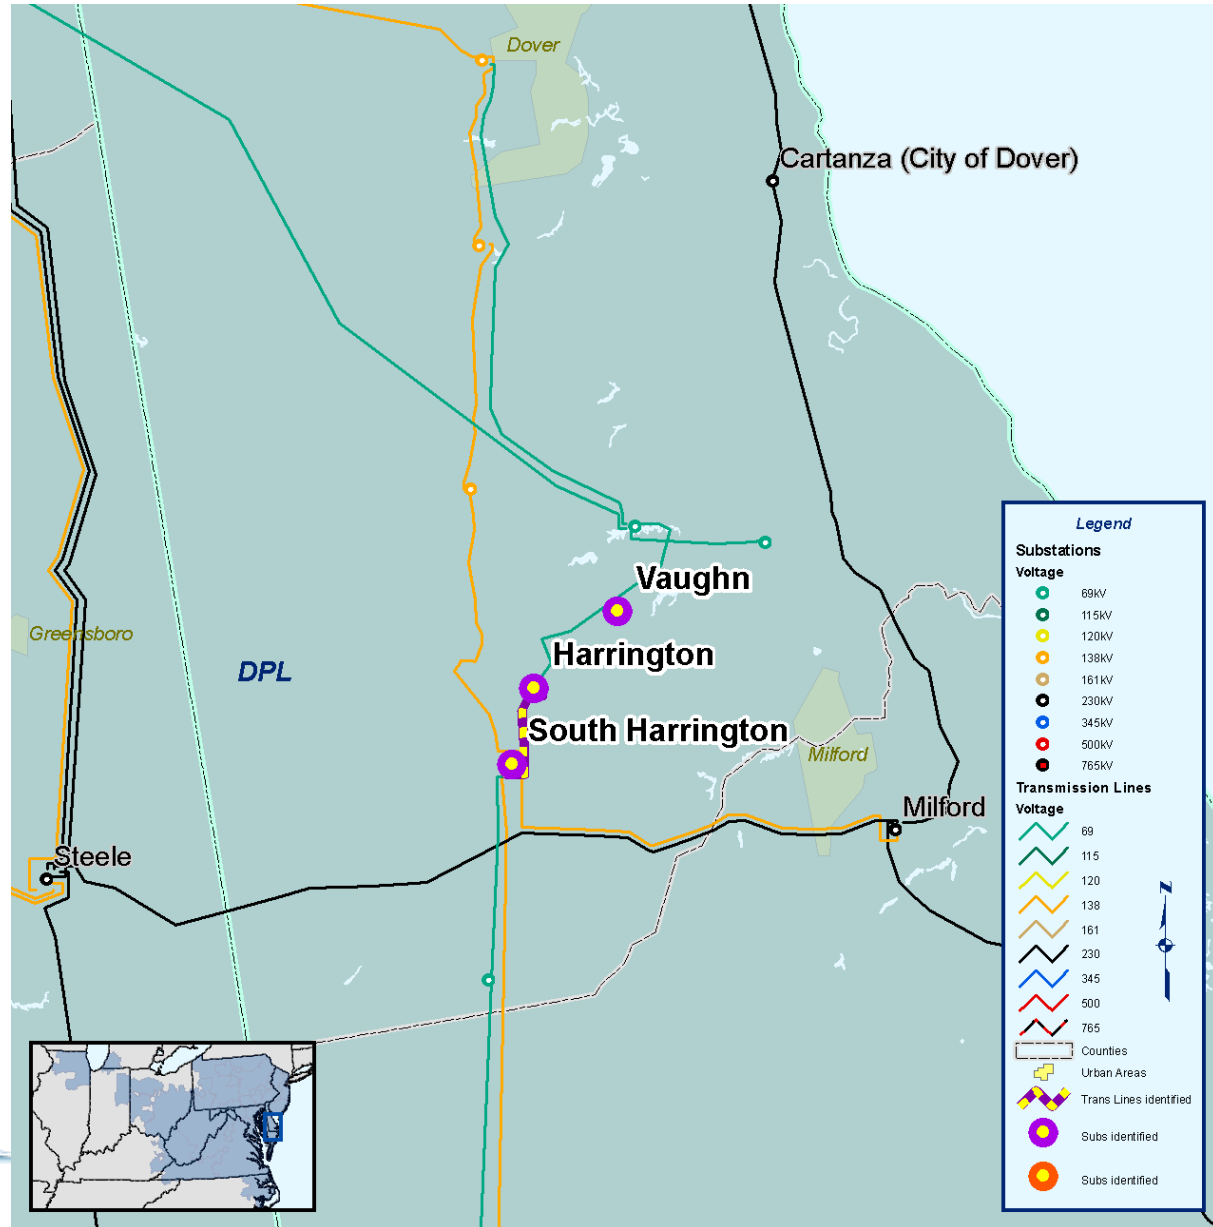 Dover
Cartanza (City of Dover)
Vaughn
Greensboro
Harrington
DPL
South Harrington
Milford
Milford
Steele
Legend
Substations
Voltage
69kV
115kV
120kV
138kV
161kV
230kV
345kV
500kV
765kV
Transmission Lines
Voltage
69
115
120
138
161
230
345
500
765
Counties
Urban Areas
Trans Lines identified
Subs identified
Subs identified
N